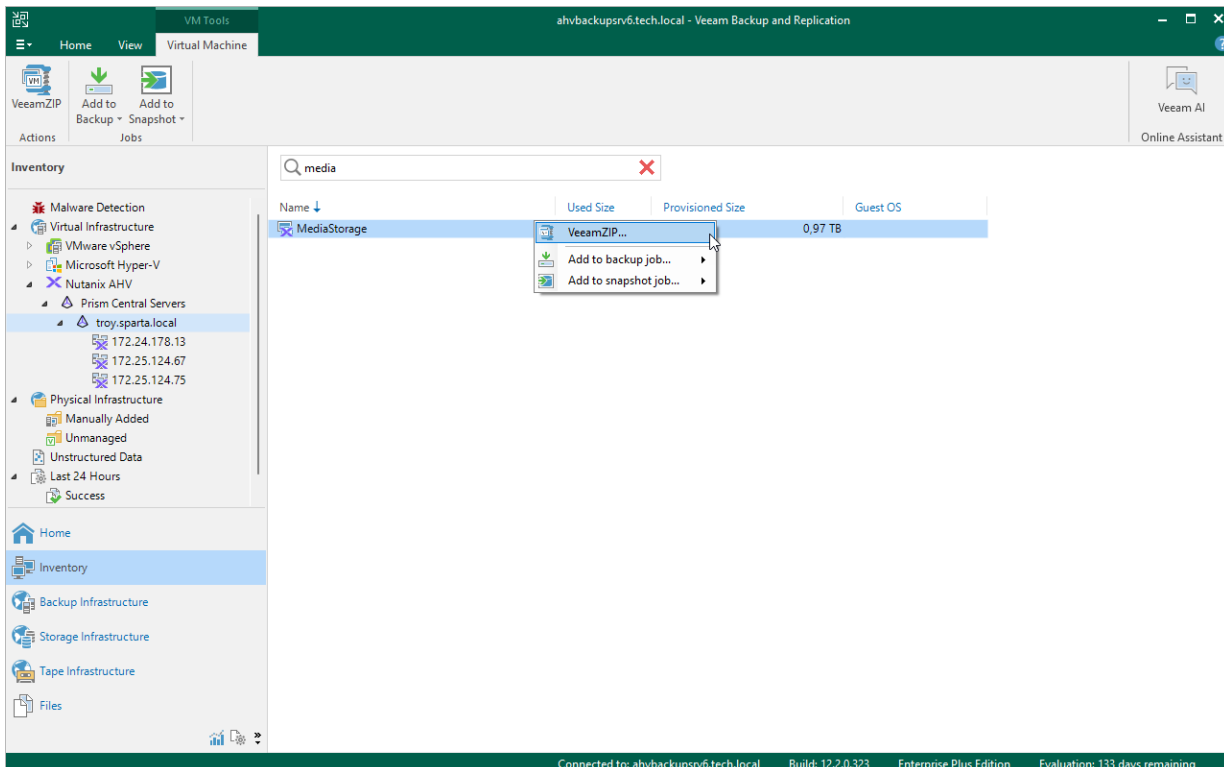 VM Tools
ahvbackupsrv6.tech.local - Veeam Backup and Replication
Home View Virtual Machine
VM
VeeamZIP
Add to Backup
Add to Snapshot
Veeam AI
Actions Jobs Online Assistant
Inventory
media
Malware Detection
Virtual Infrastructure
VMware vSphere
Microsoft Hyper-V
Nutanix AHV
Prism Central Servers
troy.sparta.local
172.24.178.13
172.25.124.67
172.25.124.75
Physical Infrastructure
Manually Added
Unmanaged
Unstructured Data
Last 24 Hours
Success
Name Used Size Provisioned Size Guest OS
MediaStorage 0,97 TB
VeeamZIP...
Add to backup job...
Add to snapshot job...
Home
Inventory
Backup Infrastructure
Storage Infrastructure
Tape Infrastructure
Files
Connected to: ahvbackupsrv6.tech.local Build: 12.2.0.323 Enterprise Plus Edition Evaluation: 133 days remaining